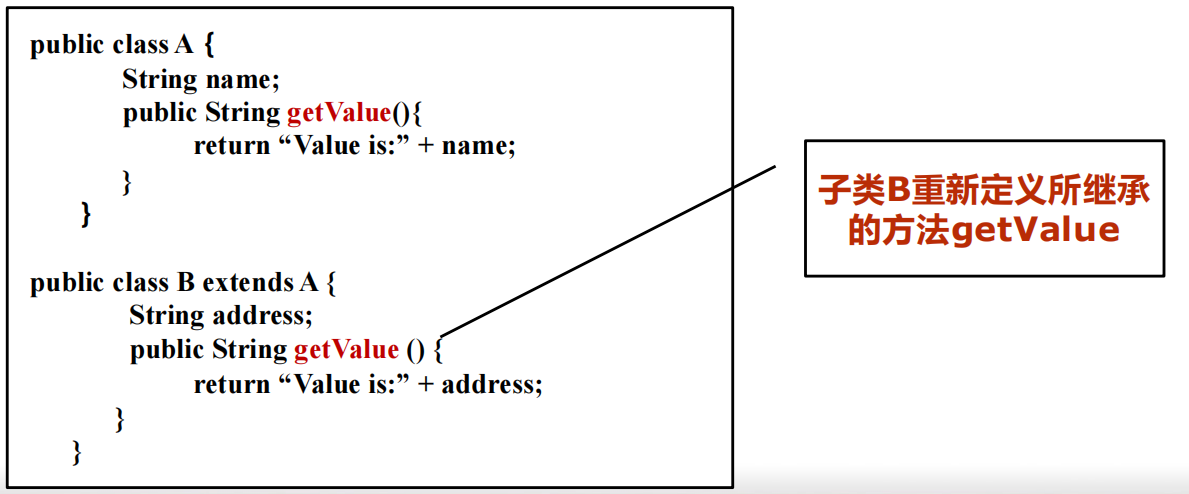 public class A {
String name;
public String getValue(){
return “Value is:” + name;
}
}
public class B extends A {
String address;
public String getValue () {
return “Value is:” + address;
}
}
子类B重新定义所继承
的方法getValue